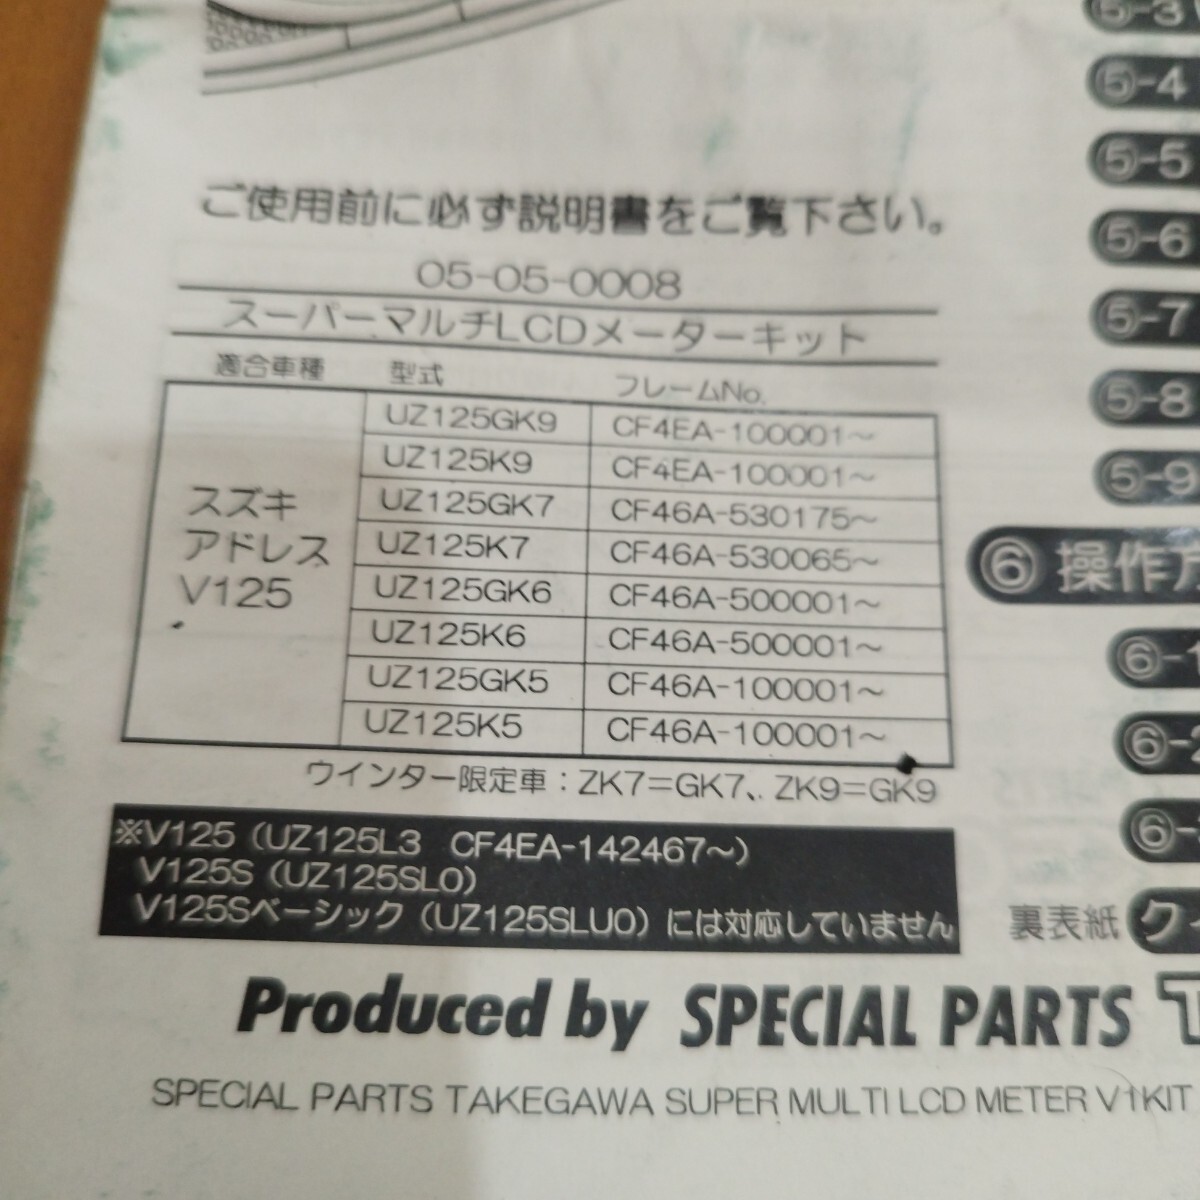 ご使用前に必ず説明書をご覧下さい。
05-05-0008
スーパーマルチLCDメーターキット
適合車種 型式 フレームNo.
スズキ
アドレス
V125
UZ125GK9 CF4EA-100001～
UZ125K9 CF4EA-100001～
UZ125GK7 CF46A-530175～
UZ125K7 CF46A-530065～
UZ125GK6 CF46A-500001～
UZ125K6 CF46A-500001～
UZ125GK5 CF46A-100001～
UZ125K5 CF46A-100001～
ウインター限定車：ZK7=GK7、ZK9=GK9
※V125（UZ125L3 CF4EA-142467～）
V125S（UZ125SL0）
V125Sベーシック（UZ125SLU0）には対応していません
Produced by SPECIAL PARTS T
SPECIAL PARTS TAKEGAWA SUPER MULTI LCD METER V1KIT
⑤-3
⑤-4
⑤-5
⑤-6
⑤-7
⑤-8
⑤-9
⑥ 操作方
⑥-1
⑥-2
⑥-
裏表紙 ク